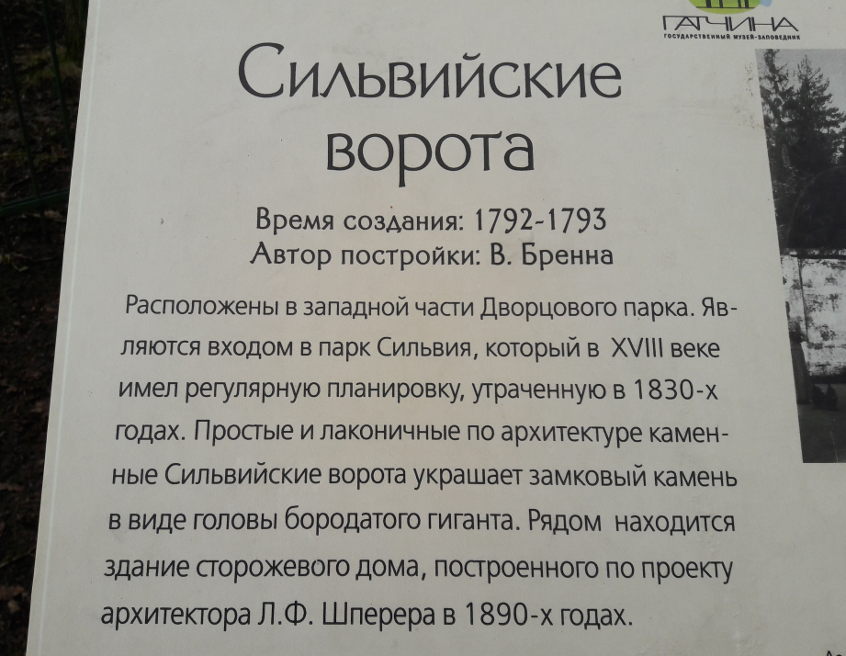 ГАТЧИНА
ГОСУДАРСТВЕННЫЙ МУЗЕЙ-ЗАПОВЕДНИК
Сильвийские
ворота
Время создания: 1792-1793
Автор постройки: В. Бренна
Расположены в западной части Дворцового парка. Яв-
ляются входом в парк Сильвия, который в XVIII веке
имел регулярную планировку, утраченную в 1830-х
годах. Простые и лаконичные по архитектуре камен-
ные Сильвийские ворота украшает замковый камень
в виде головы бородатого гиганта. Рядом находится
здание сторожевого дома, построенного по проекту
архитектора Л.Ф. Шперера в 1890-х годах.